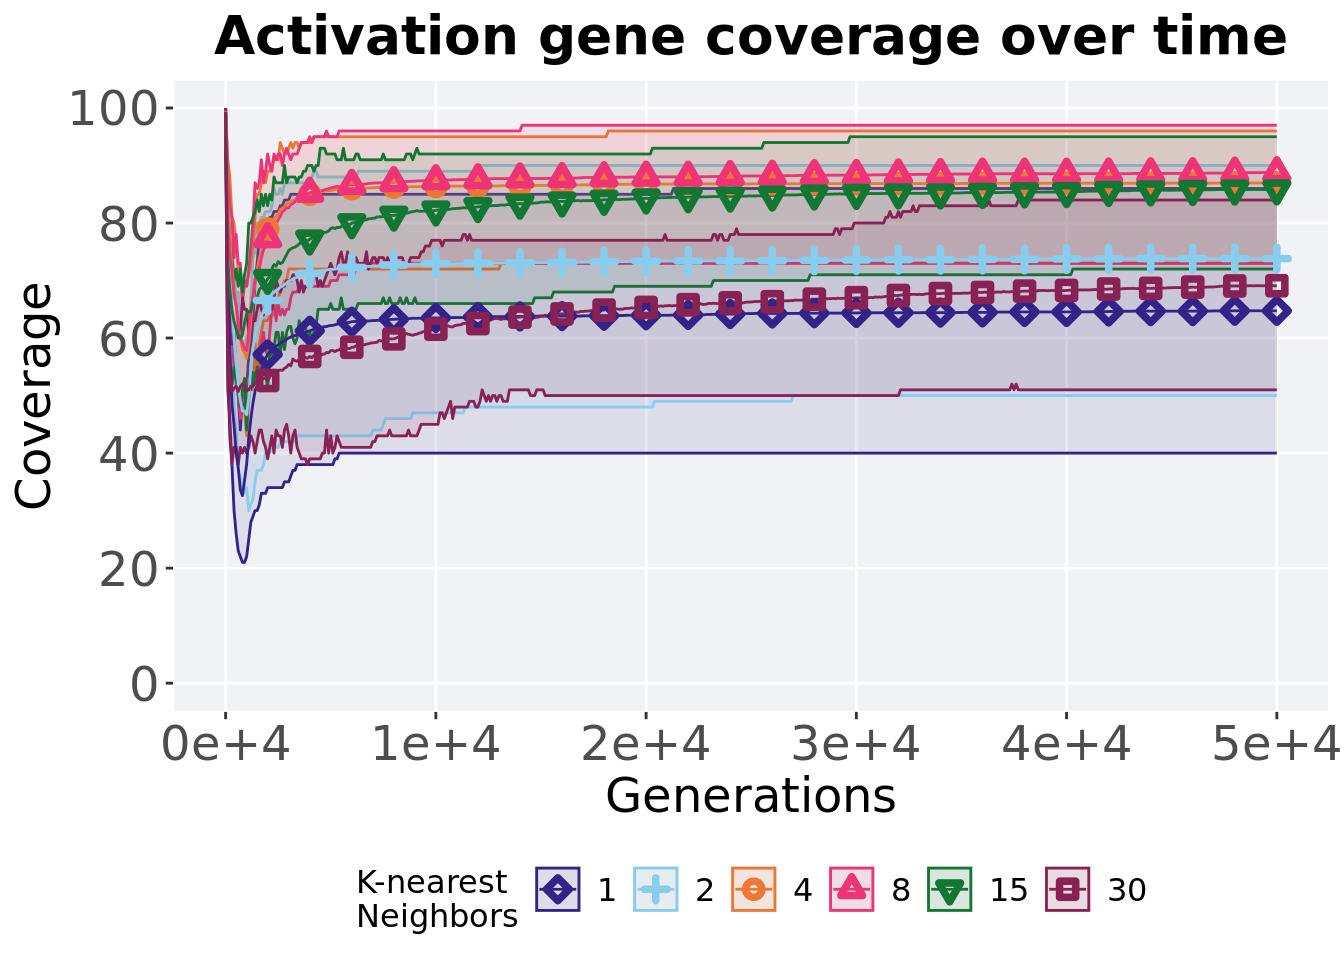 Activation gene coverage over time
Coverage
100
80
60
40
20
0
0e+4 1e+4 2e+4 3e+4 4e+4 5e+4
Generations
K-nearest
Neighbors
1 2 4 8 15 30